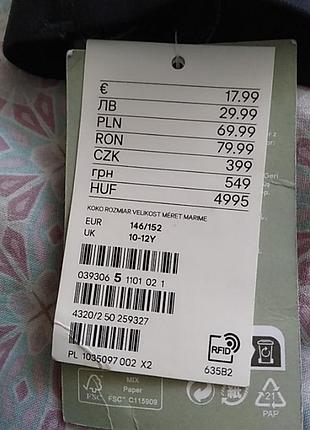 € 17.99
ЛВ 29.99
PLN 69.99
RON 79.99
CZK 399
грн 549
HUF 4995
KOKO ROZMIAR VELIKOST MÉRET MARIME
EUR 146/152
UK 10-12Y
039306 5 1101 02 1
4320/2 50 259327
PL 1035097 002 X2
RFID
635B2
MIX
Paper
FSC
FSC® C115909
21
PAP
Geri